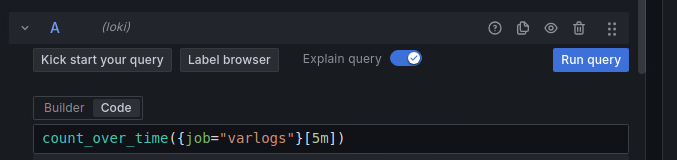 A (loki)
Kick start your query Label browser Explain query Run query
Builder Code
count_over_time({job="varlogs"}[5m])